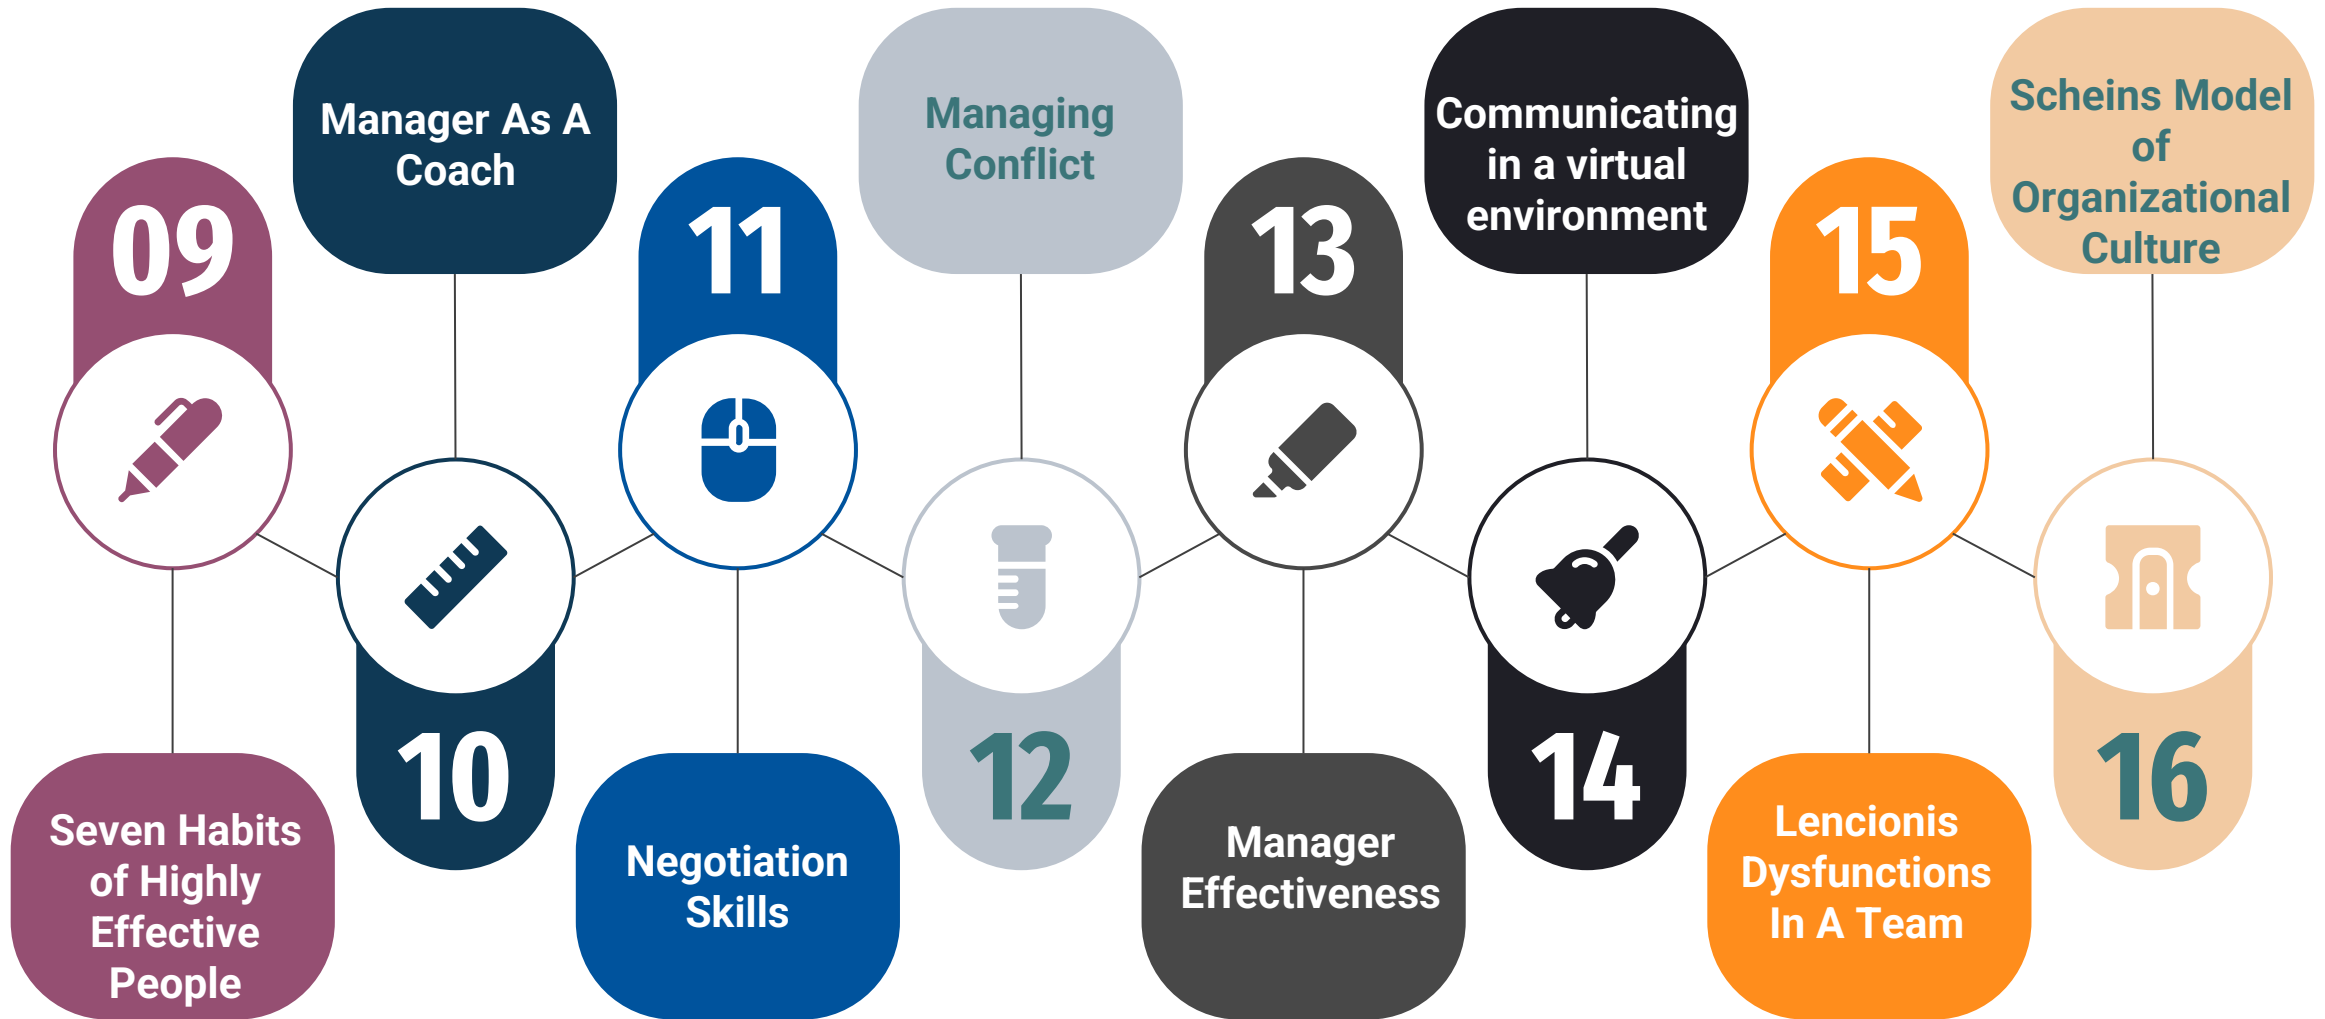 09
Seven Habits
of Highly
Effective
People
Manager As A
Coach
10
11
Negotiation
Skills
Managing
Conflict
12
13
Manager
Effectiveness
Communicating
in a virtual
environment
14
15
Lencionis
Dysfunctions
In A Team
Scheins Model
of
Organizational
Culture
16